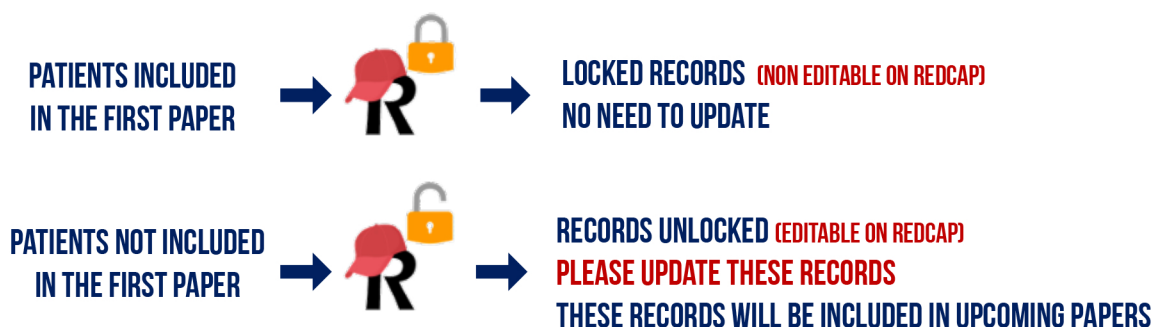 PATIENTS INCLUDED
IN THE FIRST PAPER
R
LOCKED RECORDS (NON EDITABLE ON REDCAP)
NO NEED TO UPDATE
PATIENTS NOT INCLUDED
IN THE FIRST PAPER
R
RECORDS UNLOCKED (EDITABLE ON REDCAP)
PLEASE UPDATE THESE RECORDS
THESE RECORDS WILL BE INCLUDED IN UPCOMING PAPERS